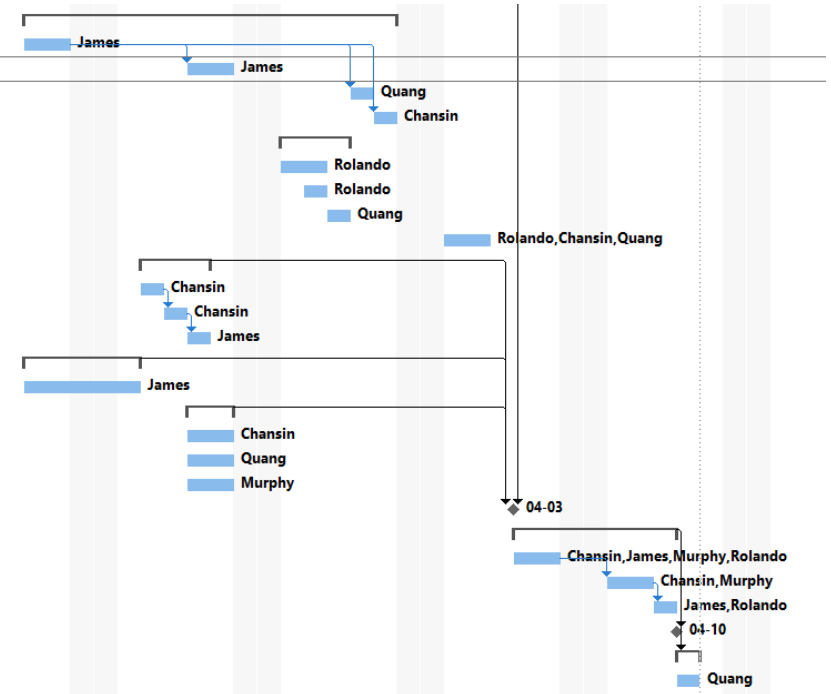 James
James
Quang
Chansin
Rolando
Rolando
Quang
Rolando,Chansin,Quang
Chansin
Chansin
James
James
Chansin
Quang
Murphy
04-03
Chansin,James,Murphy,Rolando
Chansin,Murphy
James,Rolando
04-10
Quang